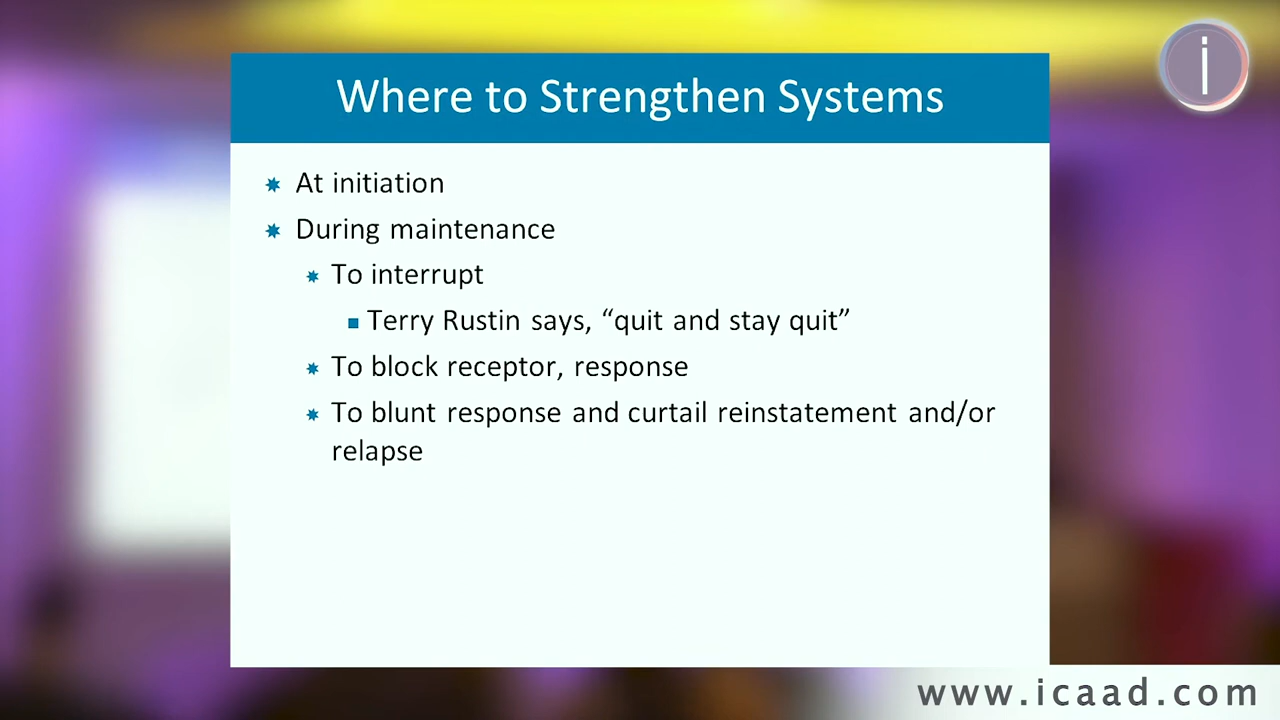 i
Where to Strengthen Systems
At initiation
During maintenance
To interrupt
Terry Rustin says, “quit and stay quit”
To block receptor, response
To blunt response and curtail reinstatement and/or
relapse
www.icaad.com